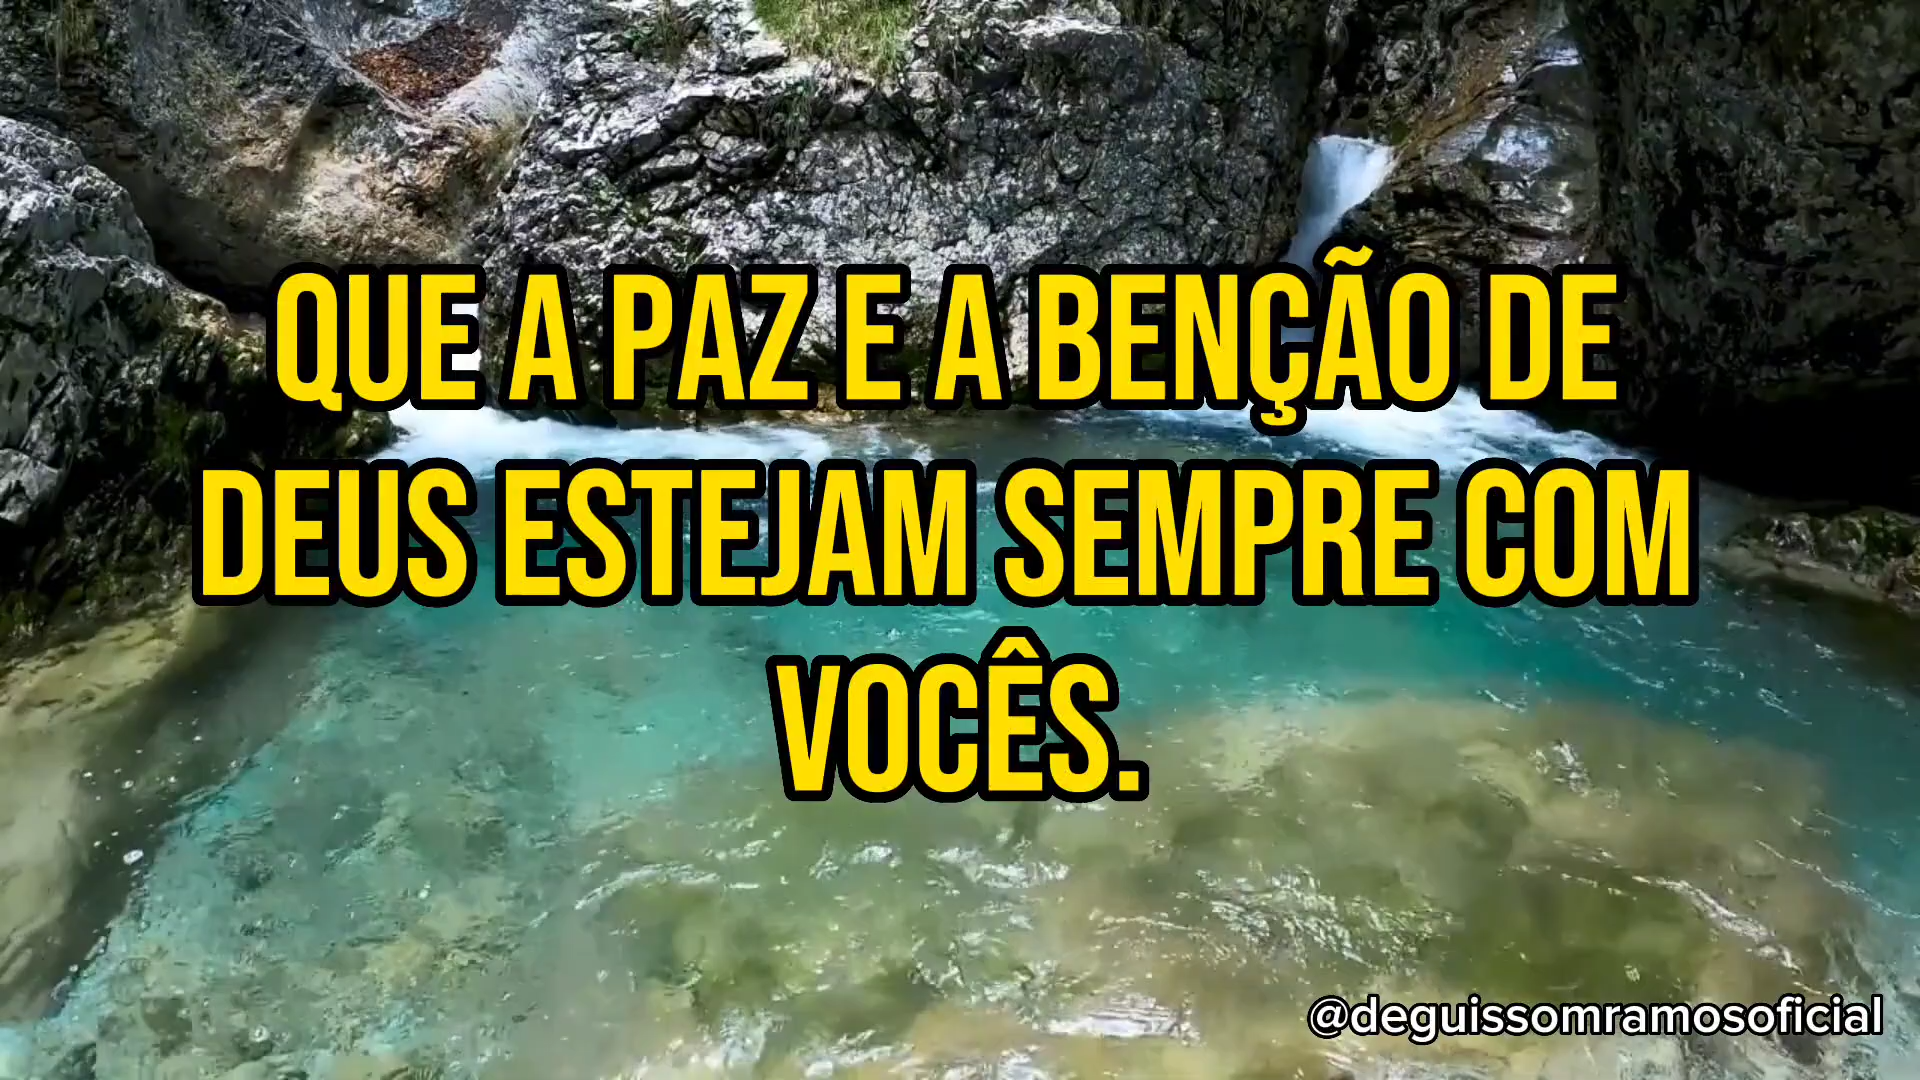 QUE A PAZ E A BENÇÃO DE
DEUS ESTEJAM SEMPRE COM
VOCÊS.
@deguissomramosoficial